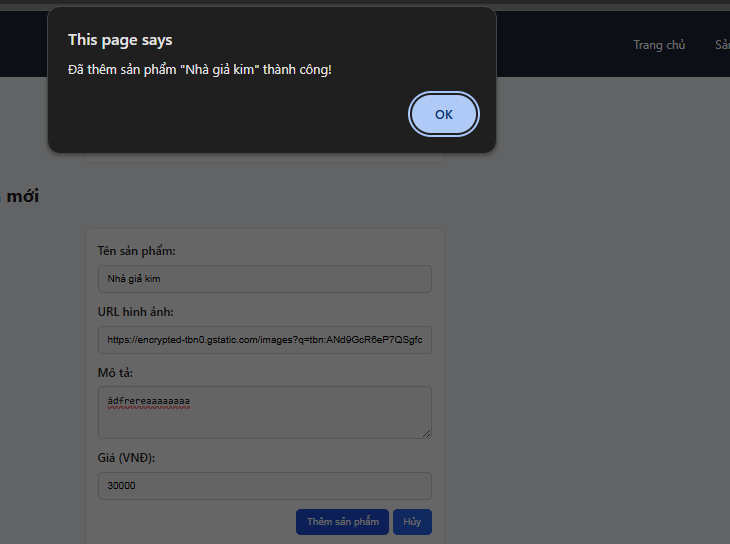 This page says
Đã thêm sản phẩm "Nhà giả kim" thành công!
OK
Trang chủ
mới
Tên sản phẩm:
Nhà giả kim
URL hình ảnh:
https://encrypted-tbn0.gstatic.com/images?q=tbn:ANd9GcR6eP7QSgfc
Mô tả:
ádfrereaaaaaaaa
Giá (VNĐ):
30000
Thêm sản phẩm
Hủy